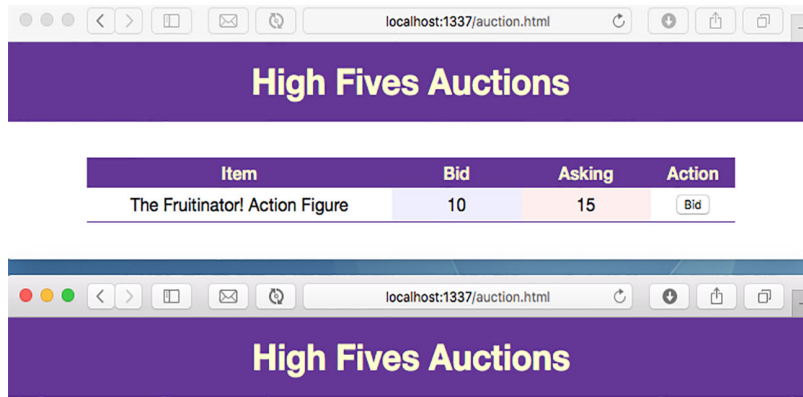 localhost:1337/auction.html
High Fives Auctions
Item Bid Asking Action
The Fruitinator! Action Figure 10 15 Bid
localhost:1337/auction.html
High Fives Auctions